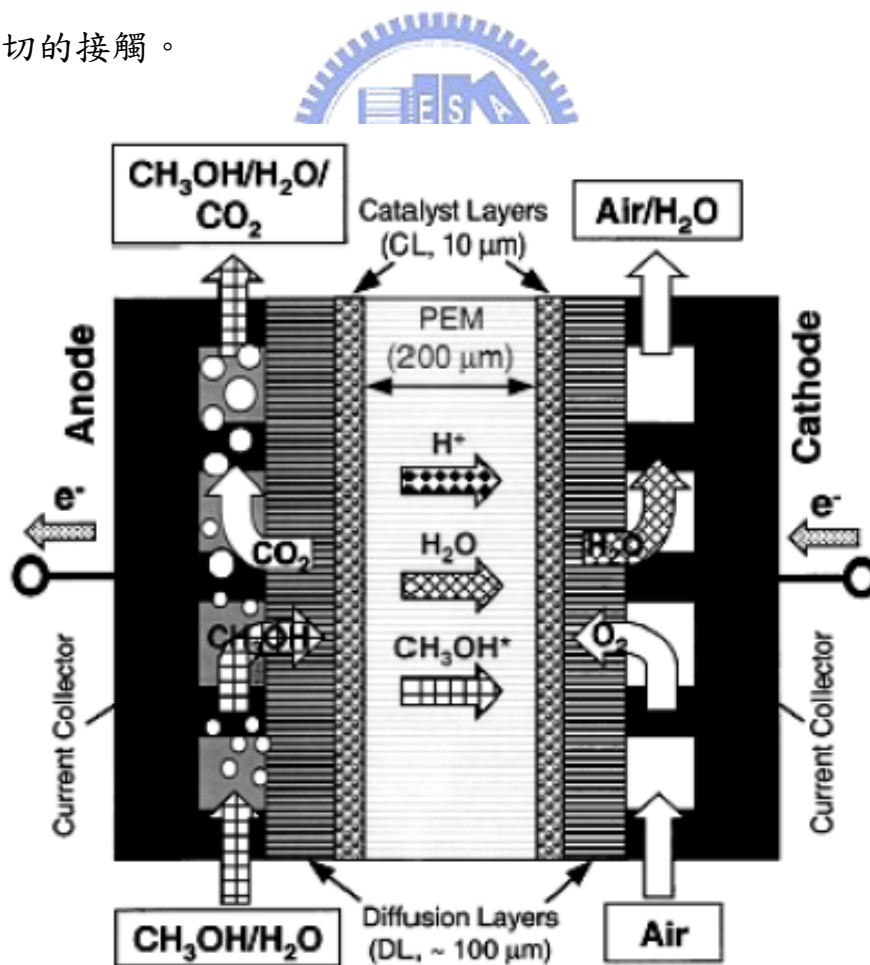 切的接觸。
ESA
CH₃OH/H₂O/
CO₂
Catalyst Layers
(CL, 10 μm)
Air/H₂O
PEM
(200 μm)
Anode
Cathode
H⁺
e⁻
e⁻
CO₂
H₂O
H₂O
CH₃OH
CH₃OH*
O₂
Current Collector
Current Collector
CH₃OH/H₂O
Diffusion Layers
(DL, ~ 100 μm)
Air